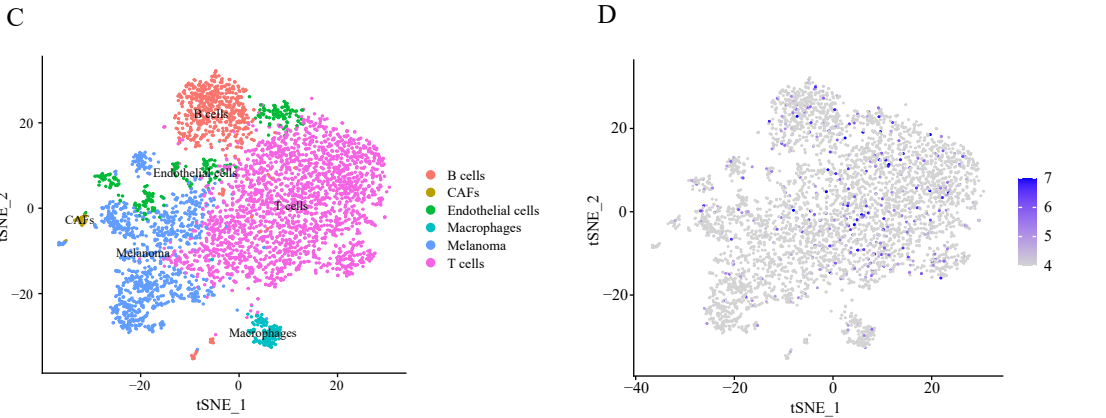 C
tSNE_2
20
0
−20
−20
0
20
tSNE_1
B cells
Endothelial cells
T cells
CAFs
Melanoma
Macrophages
B cells
CAFs
Endothelial cells
Macrophages
Melanoma
T cells
D
tSNE_2
20
0
−20
−40
−20
0
20
tSNE_1
7
6
5
4